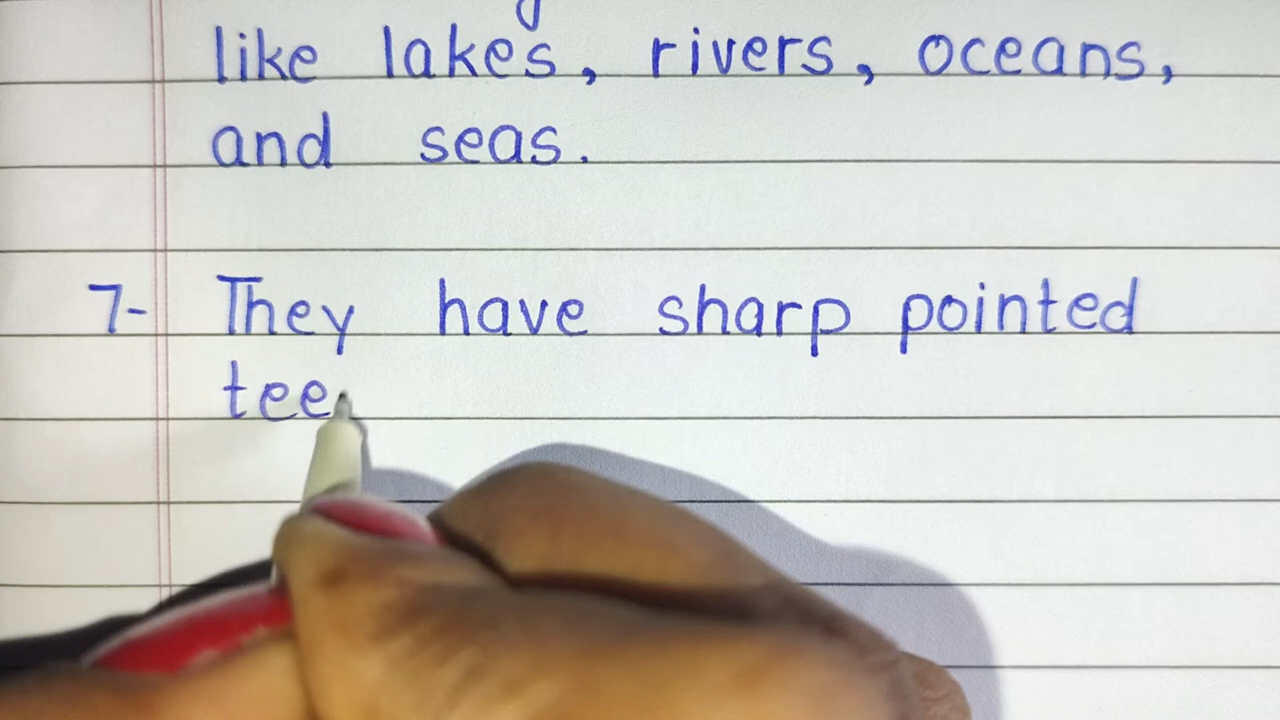 like lakes, rivers, oceans,
and seas.
7- They have sharp pointed
tee